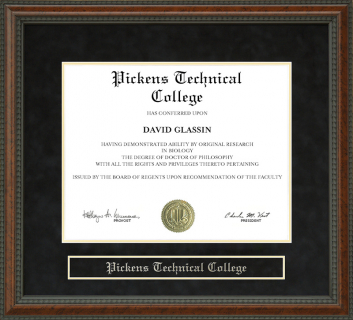 Pickens Technical
College
HAS CONFERRED UPON
DAVID GLASSIN
HAVING DEMONSTRATED ABILITY BY ORIGINAL RESEARCH
IN BIOLOGY
THE DEGREE OF DOCTOR OF PHILOSOPHY
WITH ALL THE RIGHTS AND PRIVILEGES THERETO PERTAINING
ISSUED BY THE BOARD OF REGENTS UPON RECOMMENDATION OF THE FACULTY
PROVOST
PRESIDENT
Pickens Technical College